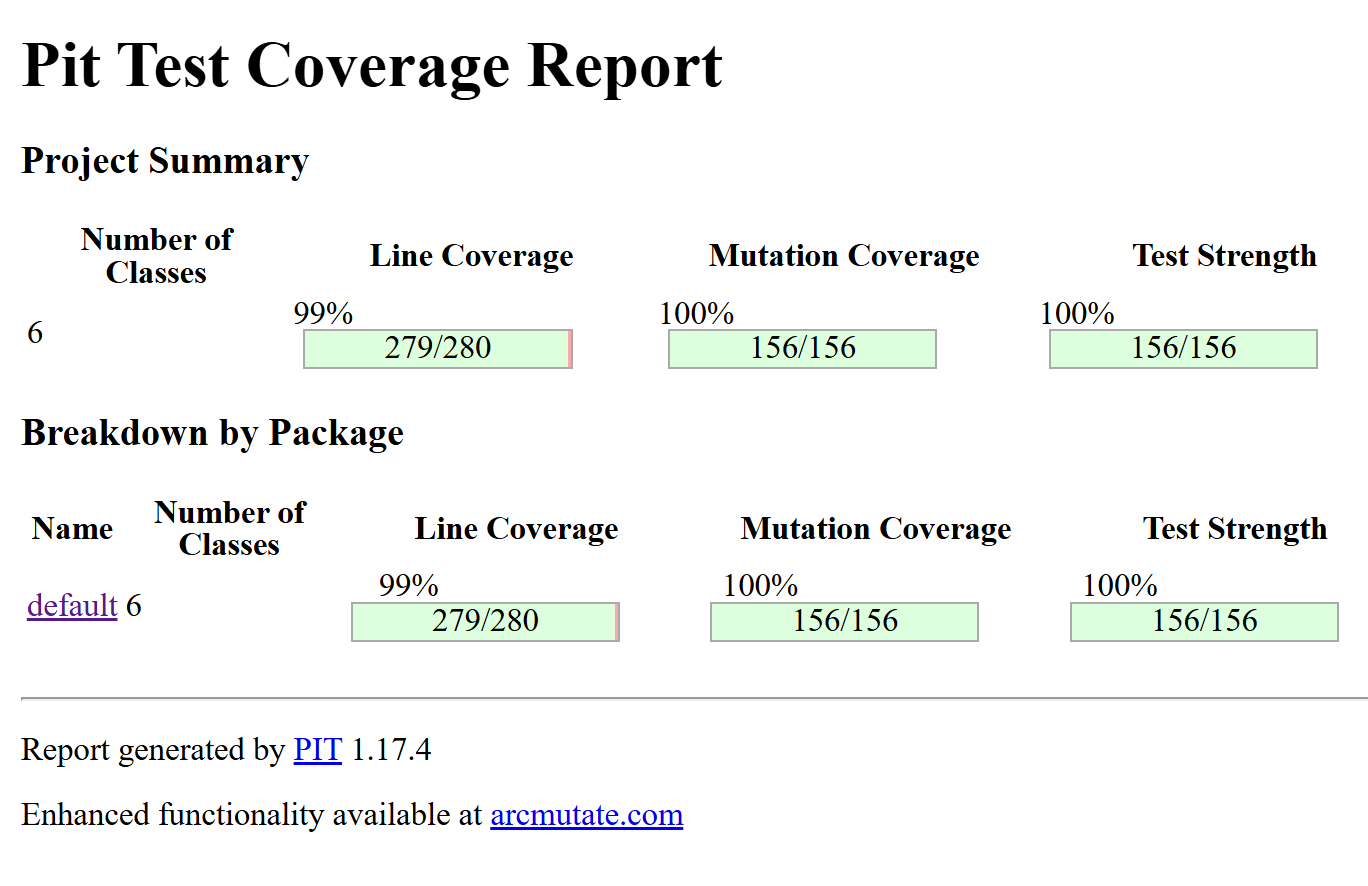 Pit Test Coverage Report
Project Summary
Number of
Classes
Line Coverage
Mutation Coverage
Test Strength
6
99%
279/280
100%
156/156
100%
156/156
Breakdown by Package
Name
Number of
Classes
Line Coverage
Mutation Coverage
Test Strength
default
6
99%
279/280
100%
156/156
100%
156/156
Report generated by PIT 1.17.4
Enhanced functionality available at arcmutate.com